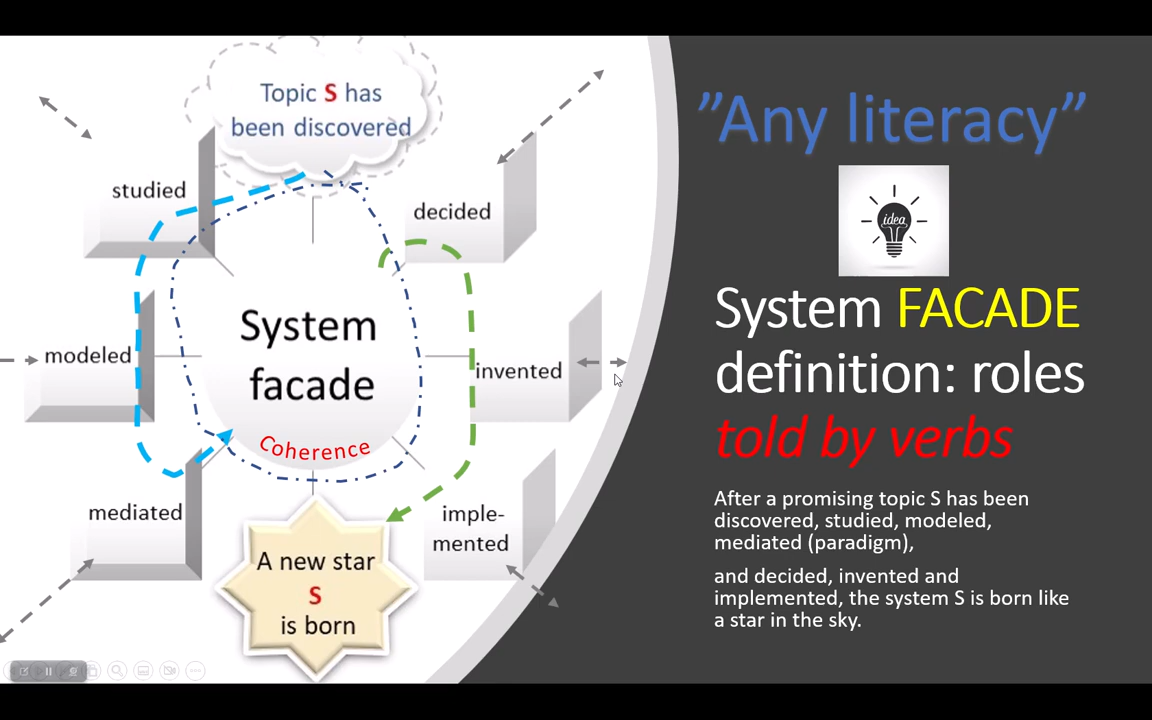 Topic S has
been discovered
studied
decided
modeled
System
facade
invented
Coherence
mediated
imple-
mented
A new star
S
is born
”Any literacy”
idea
System FACADE
definition: roles
told by verbs
After a promising topic S has been
discovered, studied, modeled,
mediated (paradigm),
and decided, invented and
implemented, the system S is born like
a star in the sky.